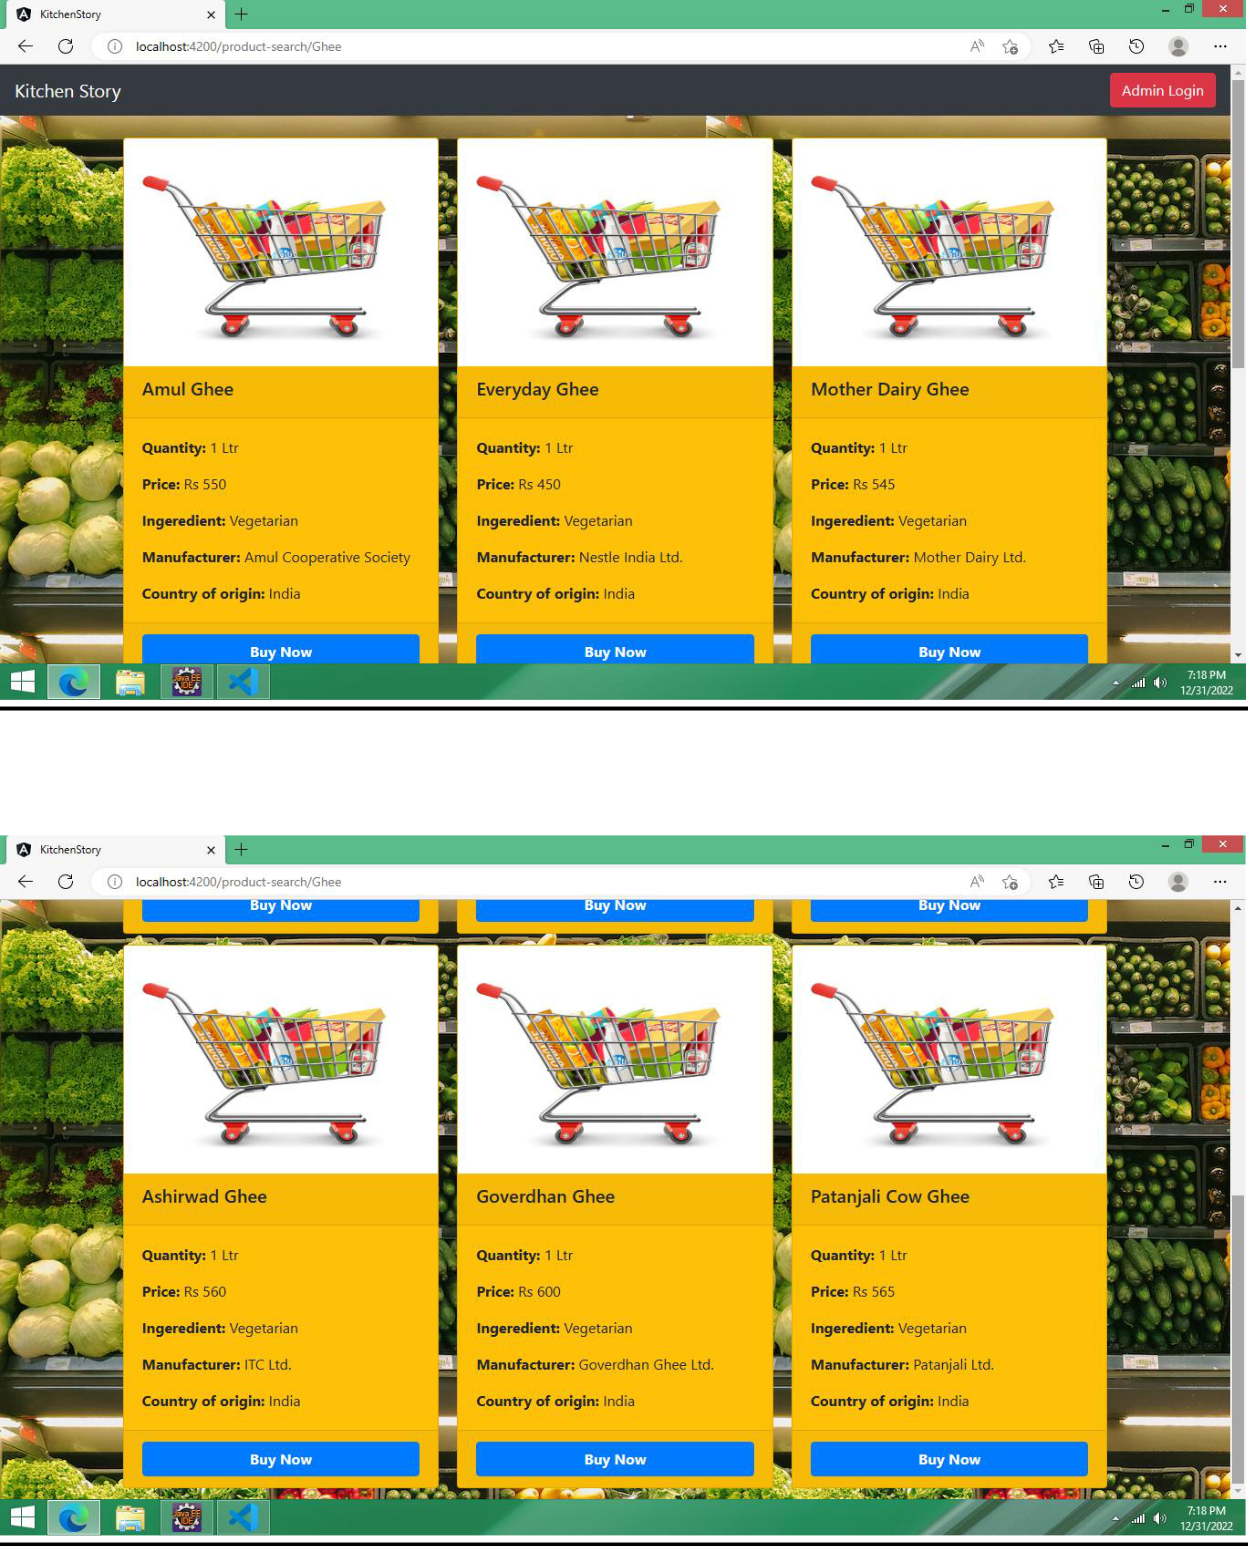 KitchenStory
localhost:4200/product-search/Ghee
Kitchen Story
Admin Login
Amul Ghee
Quantity: 1 Ltr
Price: Rs 550
Ingeredient: Vegetarian
Manufacturer: Amul Cooperative Society
Country of origin: India
Buy Now
Everyday Ghee
Quantity: 1 Ltr
Price: Rs 450
Ingeredient: Vegetarian
Manufacturer: Nestle India Ltd.
Country of origin: India
Buy Now
Mother Dairy Ghee
Quantity: 1 Ltr
Price: Rs 545
Ingeredient: Vegetarian
Manufacturer: Mother Dairy Ltd.
Country of origin: India
Buy Now
Java EE
IDE
7:18 PM
12/31/2022
KitchenStory
localhost:4200/product-search/Ghee
Buy Now
Buy Now
Buy Now
Ashirwad Ghee
Quantity: 1 Ltr
Price: Rs 560
Ingeredient: Vegetarian
Manufacturer: ITC Ltd.
Country of origin: India
Buy Now
Goverdhan Ghee
Quantity: 1 Ltr
Price: Rs 600
Ingeredient: Vegetarian
Manufacturer: Goverdhan Ghee Ltd.
Country of origin: India
Buy Now
Patanjali Cow Ghee
Quantity: 1 Ltr
Price: Rs 565
Ingeredient: Vegetarian
Manufacturer: Patanjali Ltd.
Country of origin: India
Buy Now
Java EE
IDE
7:18 PM
12/31/2022